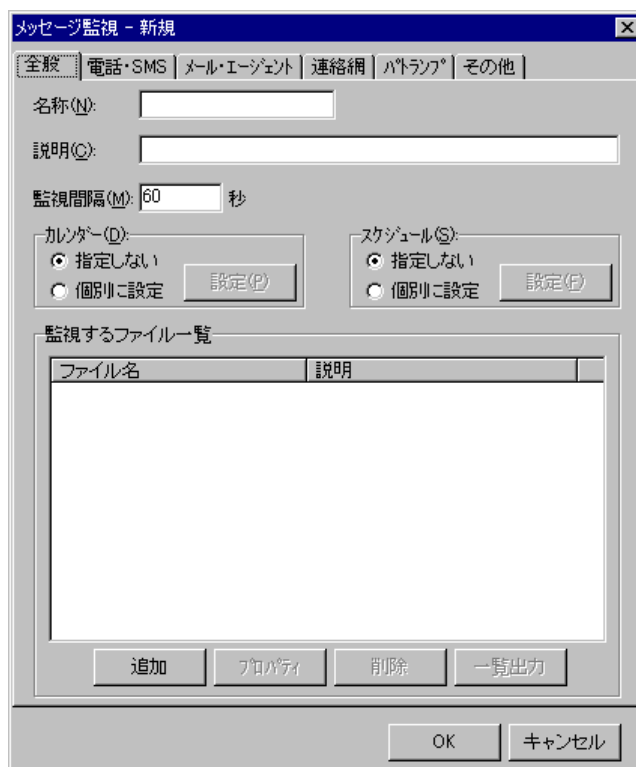 メッセージ監視 - 新規
全般 電話・SMS ﾒｰﾙ・ｴｰｼﾞｪﾝﾄ 連絡網 ﾊﾟﾄﾗﾝﾌﾟ その他
名称(N):
説明(C):
監視間隔(M): 60 秒
ｶﾚﾝﾀﾞｰ(D): ｽｹｼﾞｭｰﾙ(S):
指定しない 指定しない
個別に設定 設定(P) 個別に設定 設定(F)
監視するファイル一覧
ファイル名 説明
追加 ﾌﾟﾛﾊﾟﾃｨ 削除 一覧出力
OK キャンセル